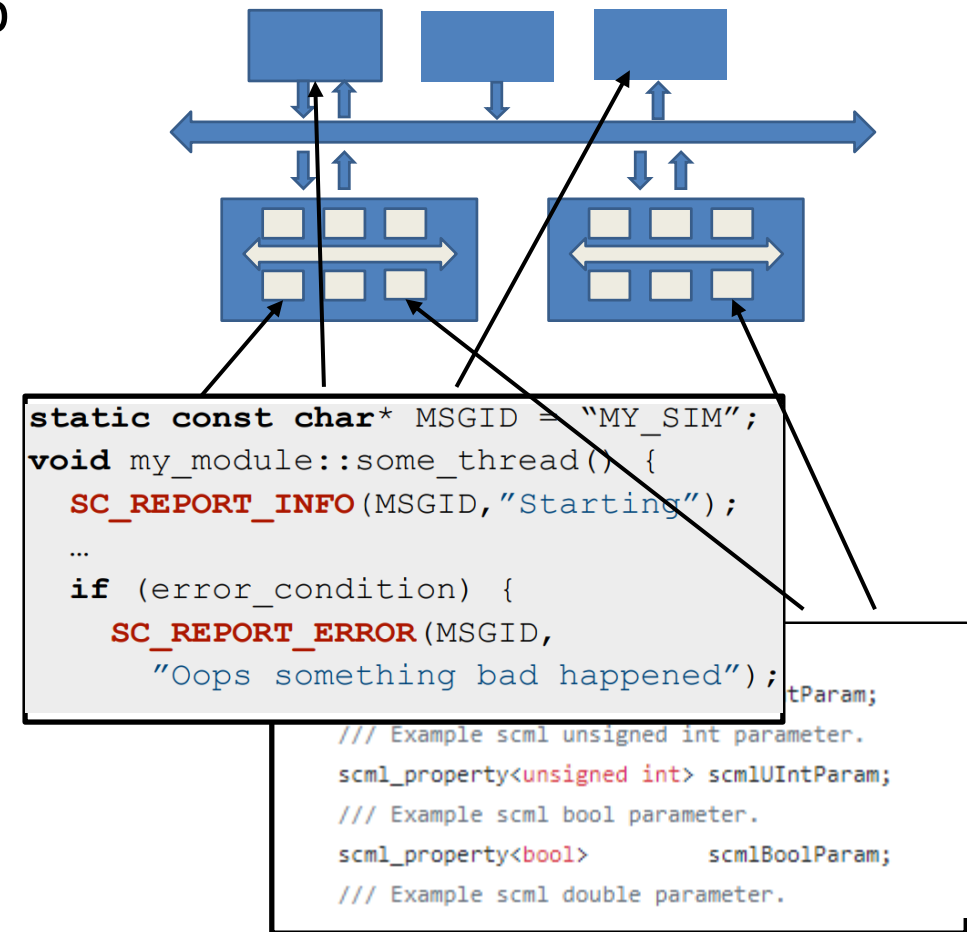 static const char* MSGID = “MY_SIM”;
void my_module::some_thread() {
SC_REPORT_INFO(MSGID,”Starting”);
…
if (error_condition) {
SC_REPORT_ERROR(MSGID,
”Oops something bad happened”);
tParam;
/// Example scml unsigned int parameter.
scml_property<unsigned int> scmlUIntParam;
/// Example scml bool parameter.
scml_property<bool> scmlBoolParam;
/// Example scml double parameter.